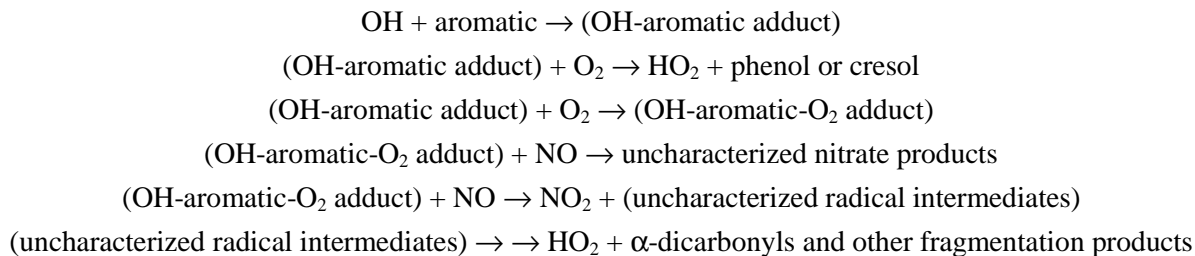 OH + aromatic → (OH-aromatic adduct)
(OH-aromatic adduct) + O₂ → HO₂ + phenol or cresol
(OH-aromatic adduct) + O₂ → (OH-aromatic-O₂ adduct)
(OH-aromatic-O₂ adduct) + NO → uncharacterized nitrate products
(OH-aromatic-O₂ adduct) + NO → NO₂ + (uncharacterized radical intermediates)
(uncharacterized radical intermediates) → → HO₂ + α-dicarbonyls and other fragmentation products